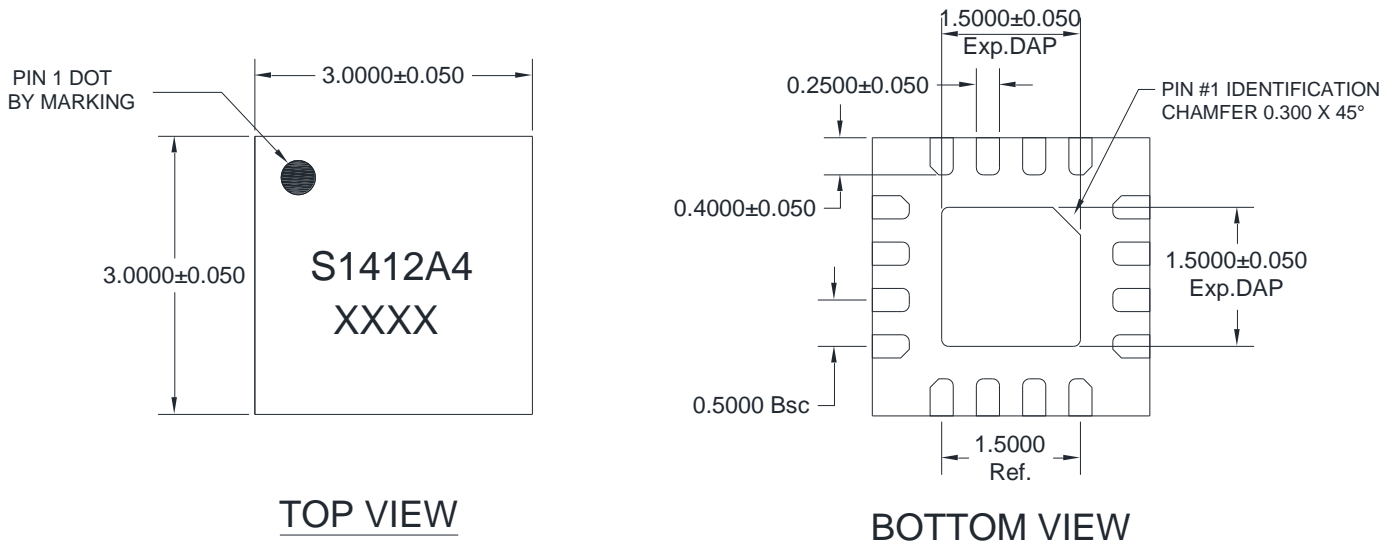 PIN 1 DOT
BY MARKING
3.0000±0.050
3.0000±0.050
S1412A4
XXXX
TOP VIEW
1.5000±0.050
Exp.DAP
0.2500±0.050
PIN #1 IDENTIFICATION
CHAMFER 0.300 X 45°
0.4000±0.050
1.5000±0.050
Exp.DAP
0.5000 Bsc
1.5000
Ref.
BOTTOM VIEW